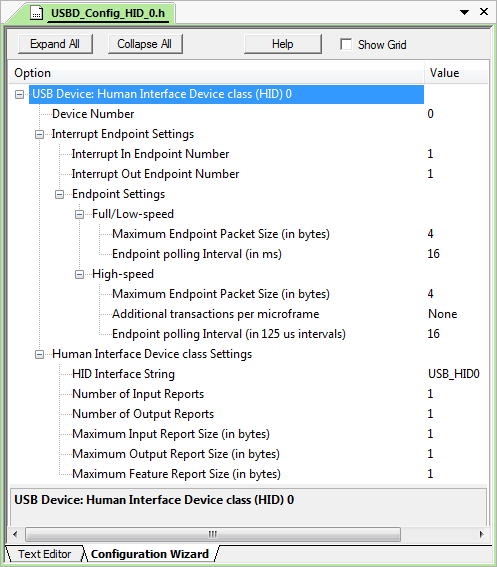 USBD_Config_HID_0.h
Expand All Collapse All Help Show Grid
Option Value
USB Device: Human Interface Device class (HID) 0
Device Number 0
Interrupt Endpoint Settings
Interrupt In Endpoint Number 1
Interrupt Out Endpoint Number 1
Endpoint Settings
Full/Low-speed
Maximum Endpoint Packet Size (in bytes) 4
Endpoint polling Interval (in ms) 16
High-speed
Maximum Endpoint Packet Size (in bytes) 4
Additional transactions per microframe None
Endpoint polling Interval (in 125 us intervals) 16
Human Interface Device class Settings
HID Interface String USB_HID0
Number of Input Reports 1
Number of Output Reports 1
Maximum Input Report Size (in bytes) 1
Maximum Output Report Size (in bytes) 1
Maximum Feature Report Size (in bytes) 1
USB Device: Human Interface Device class (HID) 0
Text Editor Configuration Wizard